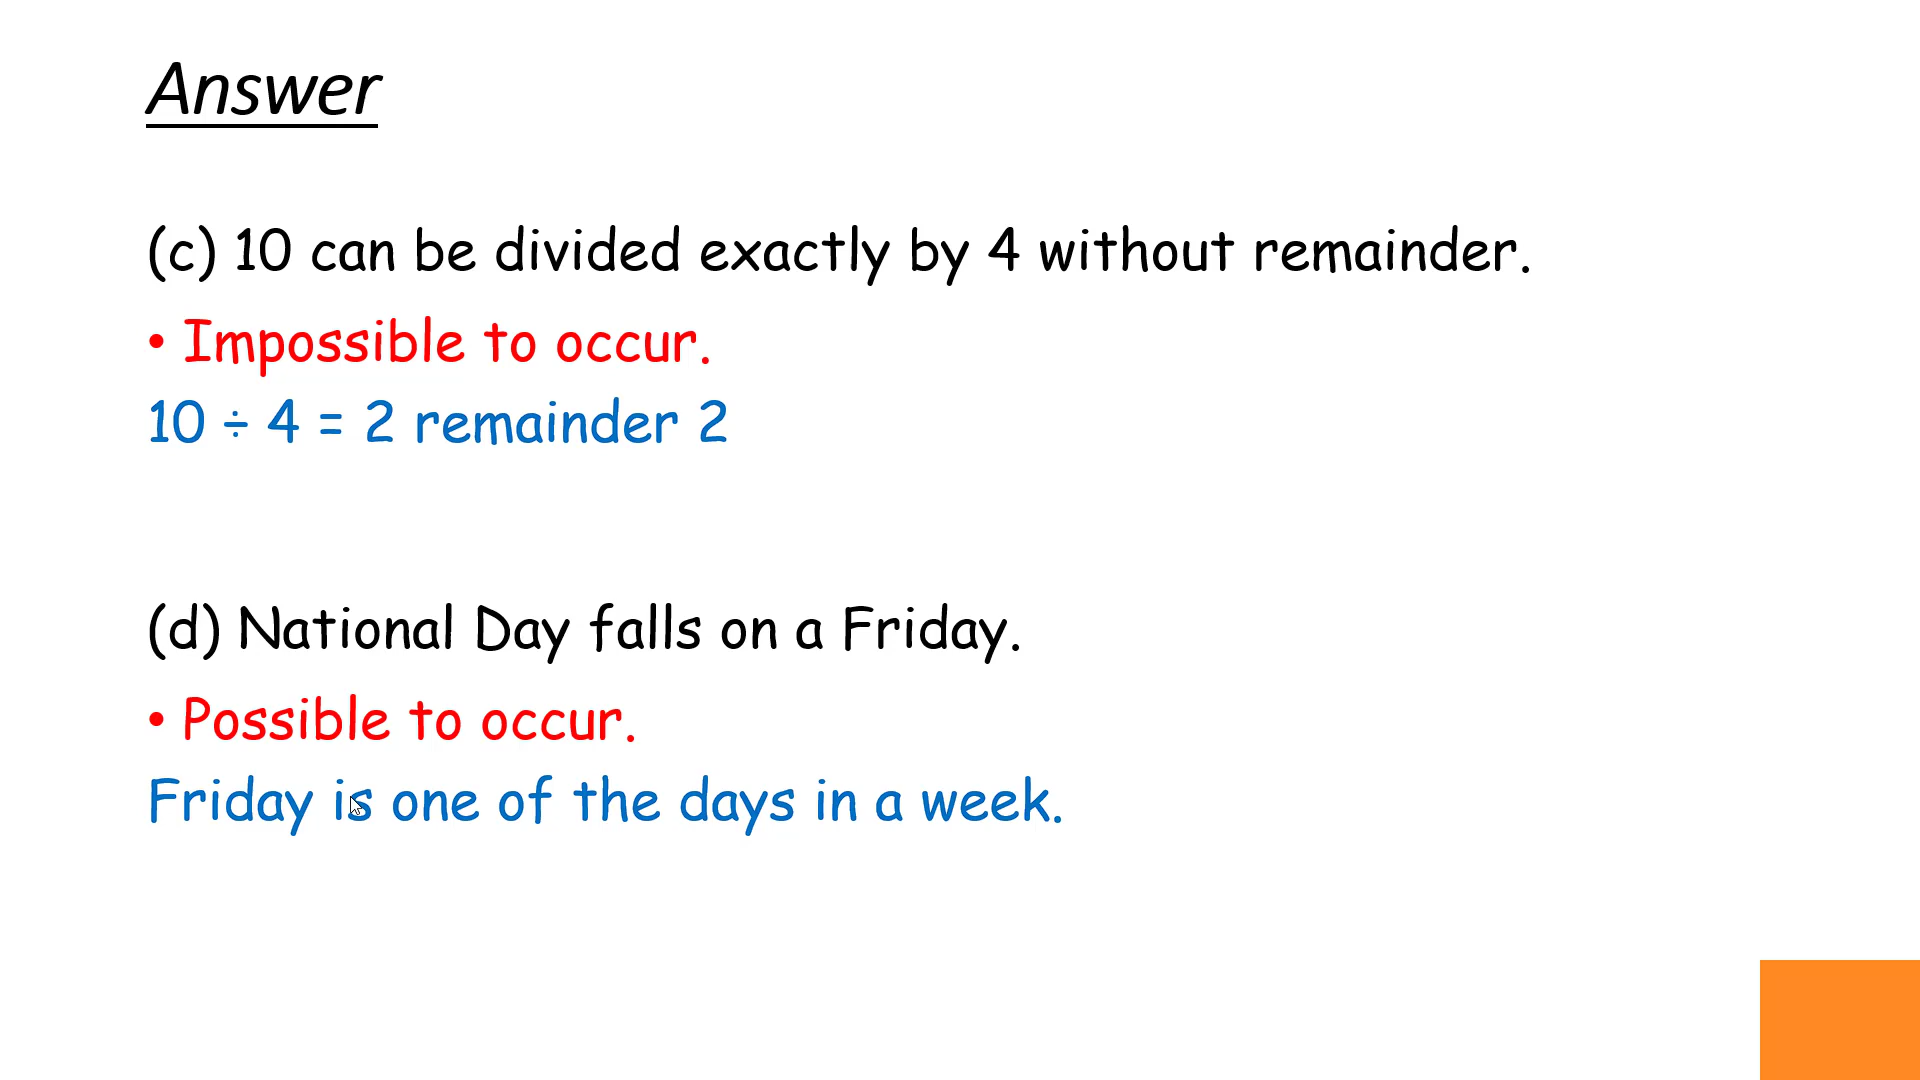 Answer
(c) 10 can be divided exactly by 4 without remainder.
• Impossible to occur.
10 ÷ 4 = 2 remainder 2
(d) National Day falls on a Friday.
• Possible to occur.
Friday is one of the days in a week.